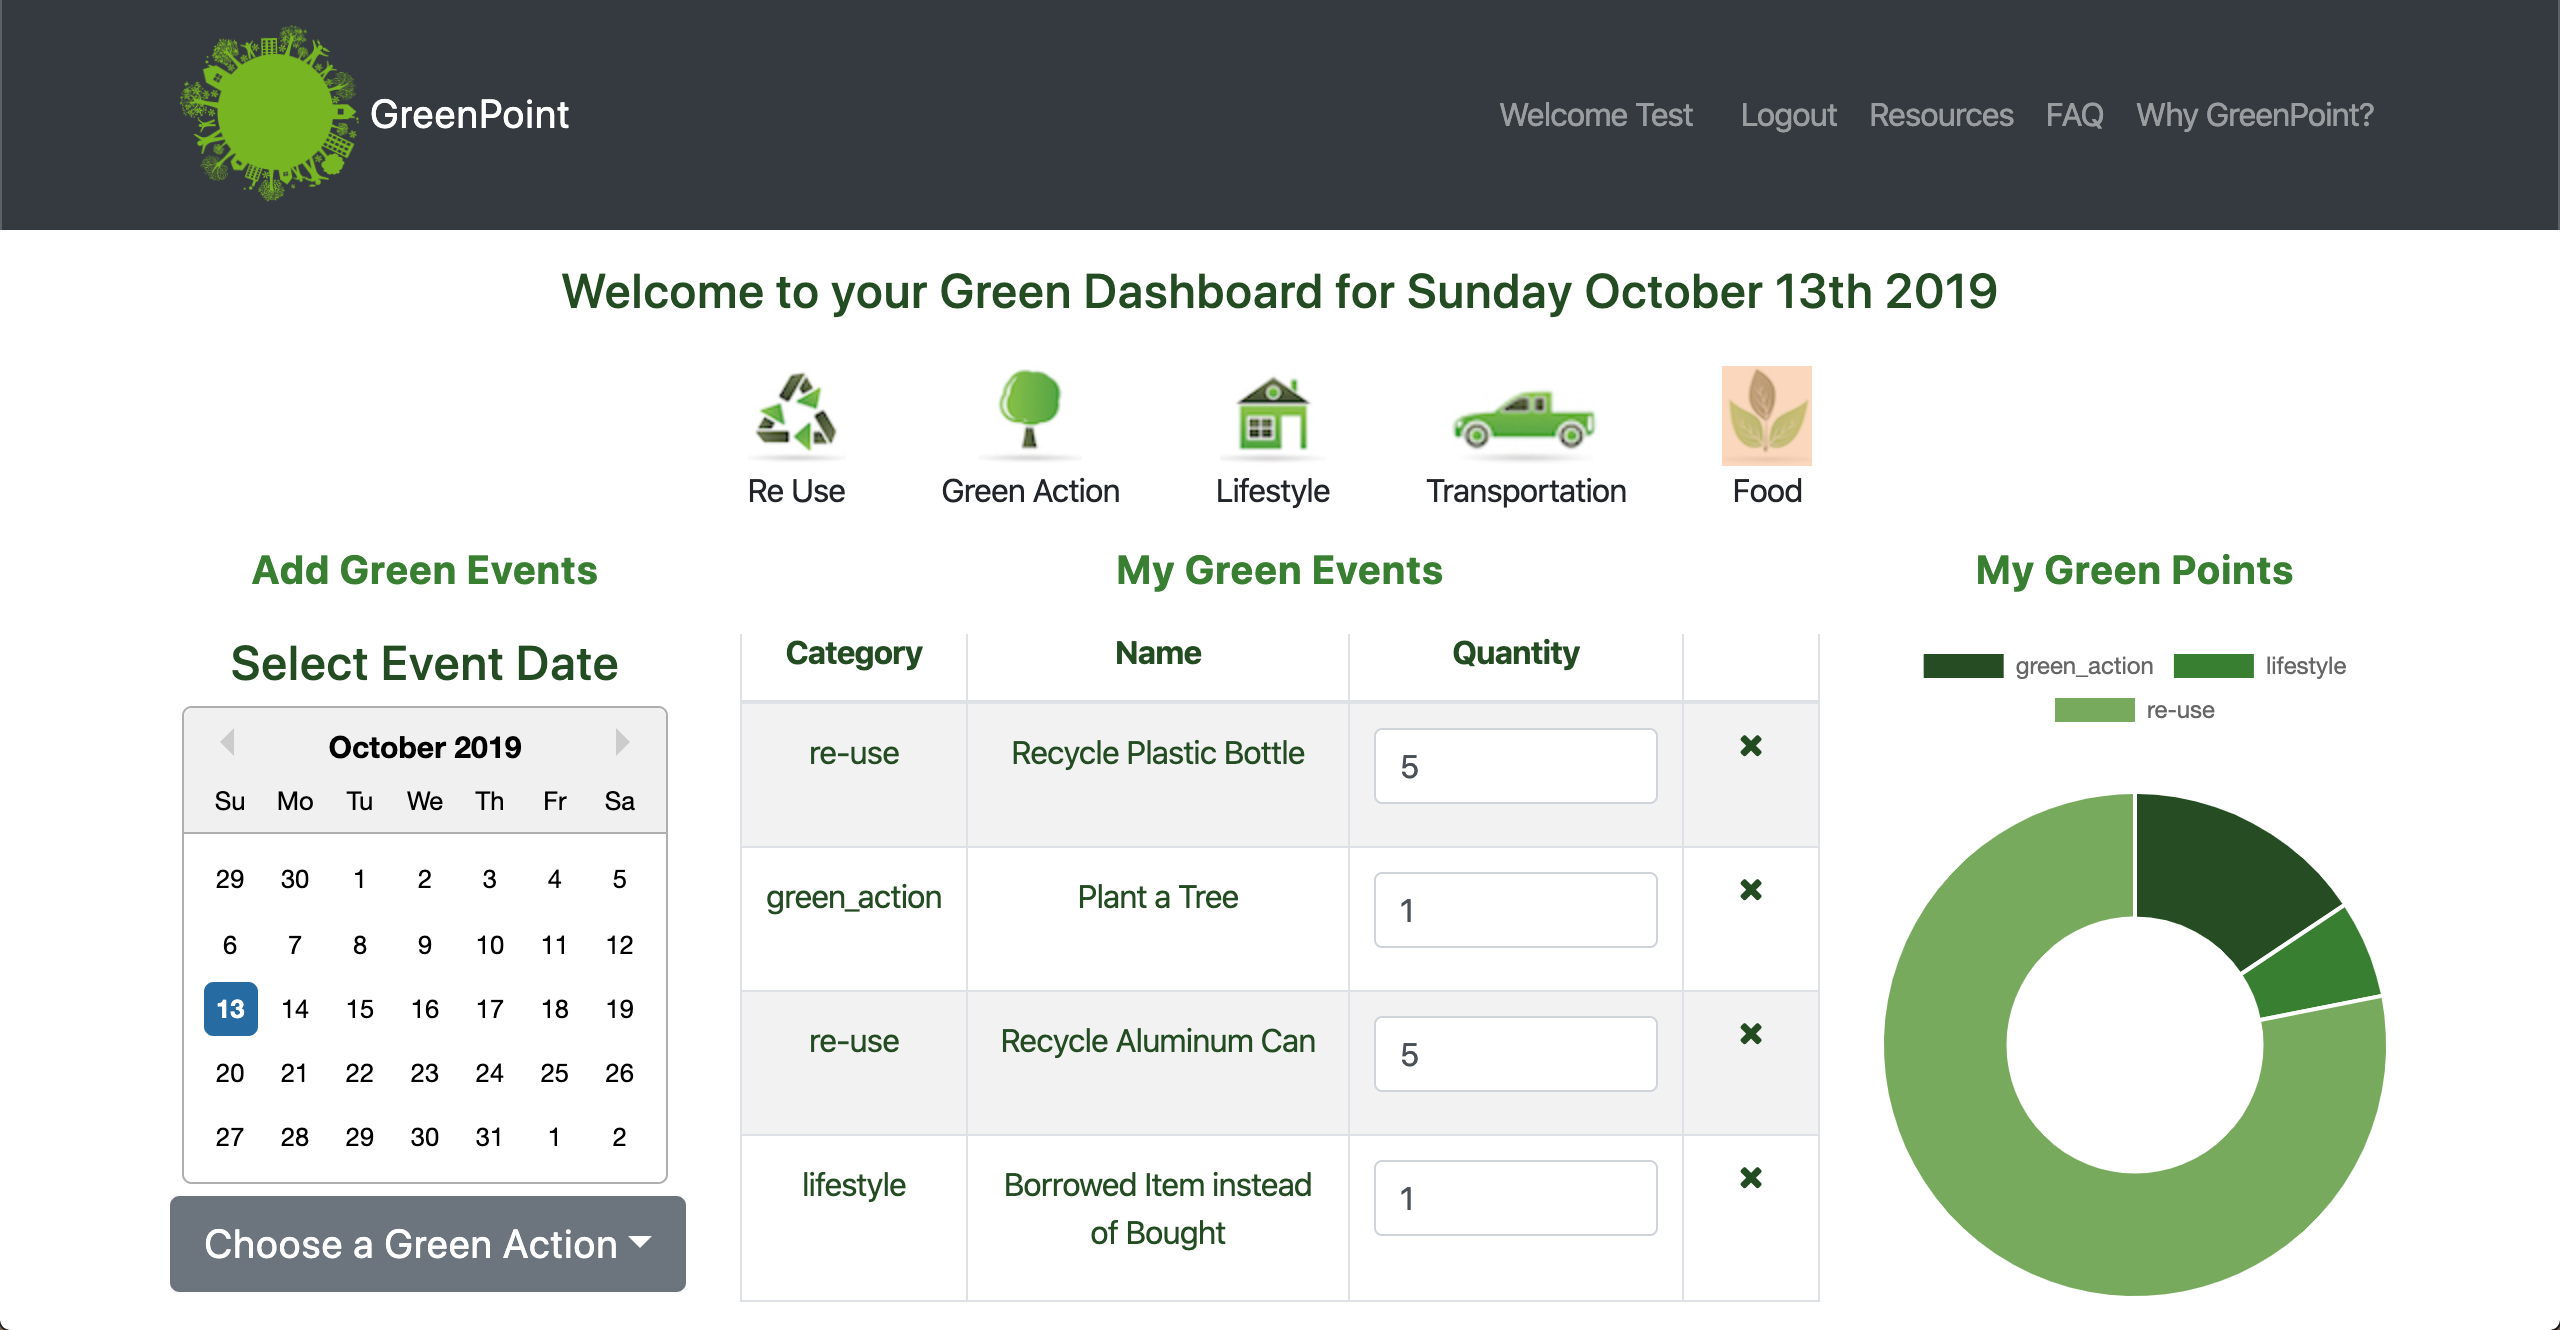 GreenPoint
Welcome Test Logout Resources FAQ Why GreenPoint?
Welcome to your Green Dashboard for Sunday October 13th 2019
Re Use Green Action Lifestyle Transportation Food
Add Green Events
Select Event Date
October 2019
Su Mo Tu We Th Fr Sa
29 30 1 2 3 4 5
6 7 8 9 10 11 12
13 14 15 16 17 18 19
20 21 22 23 24 25 26
27 28 29 30 31 1 2
Choose a Green Action
My Green Events
Category Name Quantity
re-use Recycle Plastic Bottle 5
green_action Plant a Tree 1
re-use Recycle Aluminum Can 5
lifestyle Borrowed Item instead 1
of Bought
My Green Points
green_action lifestyle
re-use